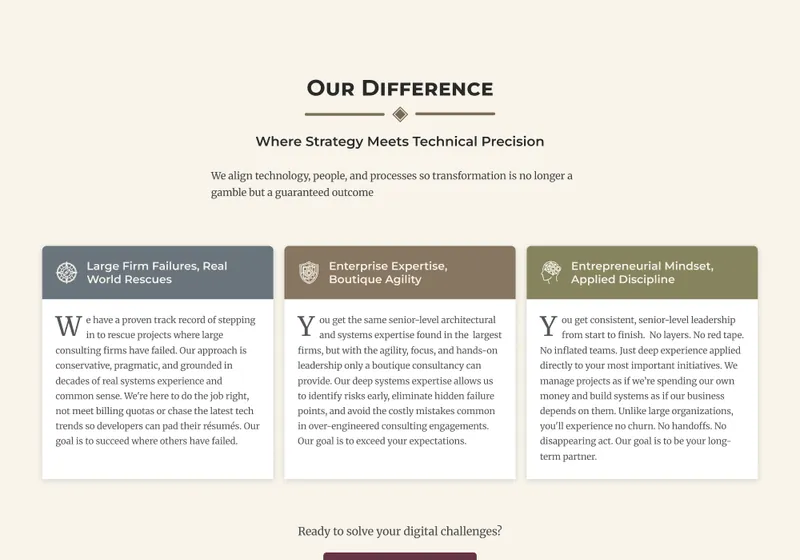 Our Difference
Where Strategy Meets Technical Precision
We align technology, people, and processes so transformation is no longer a
gamble but a guaranteed outcome
Large Firm Failures, Real
World Rescues
We have a proven track record of stepping
in to rescue projects where large
consulting firms have failed. Our approach is
conservative, pragmatic, and grounded in
decades of real systems experience and
common sense. We're here to do the job right,
not meet billing quotas or chase the latest tech
trends so developers can pad their résumés. Our
goal is to succeed where others have failed.
Enterprise Expertise,
Boutique Agility
You get the same senior-level architectural
and systems expertise found in the largest
firms, but with the agility, focus, and hands-on
leadership only a boutique consultancy can
provide. Our deep systems expertise allows us
to identify risks early, eliminate hidden failure
points, and avoid the costly mistakes common
in over-engineered consulting engagements.
Our goal is to exceed your expectations.
Entrepreneurial Mindset,
Applied Discipline
You get consistent, senior-level leadership
from start to finish. No layers. No red tape.
No inflated teams. Just deep experience applied
directly to your most important initiatives. We
manage projects as if we're spending our own
money and build systems as if our business
depends on them. Unlike large organizations,
you'll experience no churn. No handoffs. No
disappearing act. Our goal is to be your long-
term partner.
Ready to solve your digital challenges?